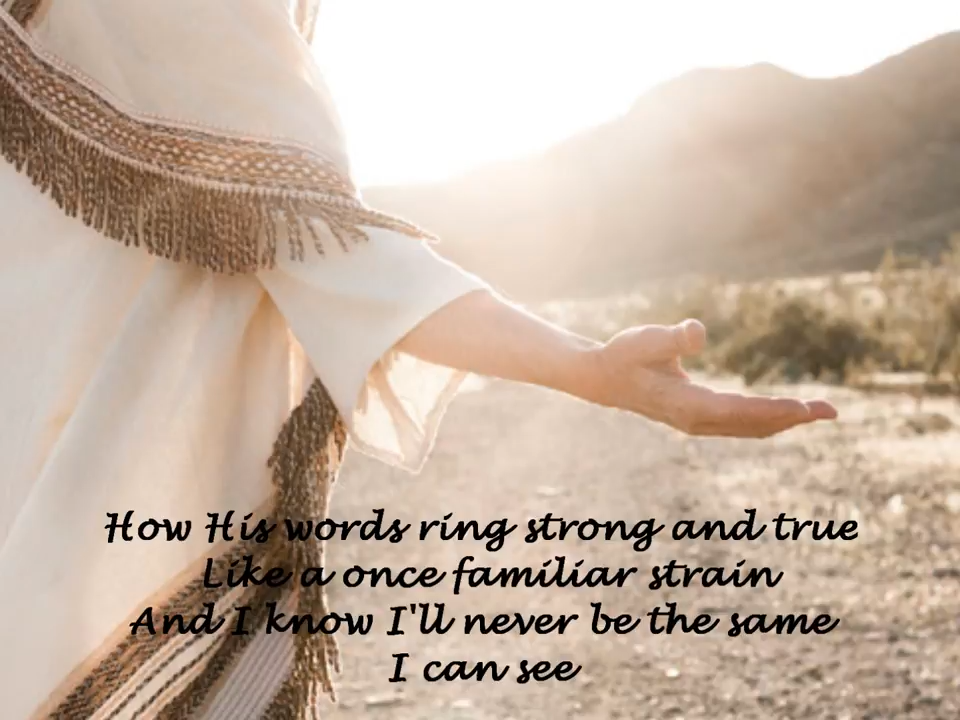 How His words ring strong and true
Like a once familiar strain
And I know I'll never be the same
I can see